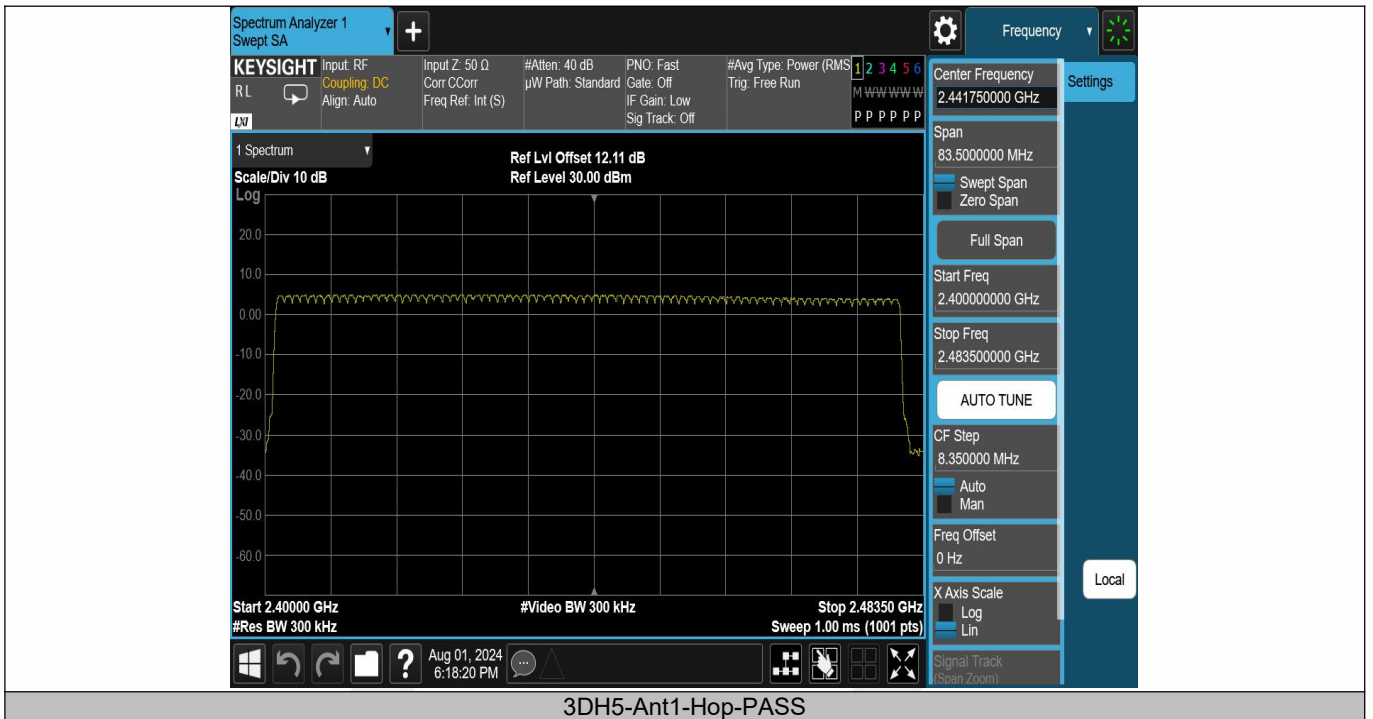 Spectrum Analyzer 1
Swept SA
+
Frequency
KEYSIGHT
RL
LXI
Input: RF
Coupling: DC
Align: Auto
Input Z: 50 Ω
Corr CCorr
Freq Ref: Int (S)
#Atten: 40 dB
µW Path: Standard
PNO: Fast
Gate: Off
IF Gain: Low
Sig Track: Off
#Avg Type: Power (RMS
Trig: Free Run
1 2 3 4 5 6
M W W W W W
P P P P P P
Center Frequency
2.441750000 GHz
Settings
Span
83.5000000 MHz
Swept Span
Zero Span
Full Span
Start Freq
2.400000000 GHz
Stop Freq
2.483500000 GHz
AUTO TUNE
CF Step
8.350000 MHz
Auto
Man
Freq Offset
0 Hz
X Axis Scale
Log
Lin
Signal Track
(Span Zoom)
Local
1 Spectrum
Scale/Div 10 dB
Ref Lvl Offset 12.11 dB
Ref Level 30.00 dBm
Log
20.0
10.0
0.00
-10.0
-20.0
-30.0
-40.0
-50.0
-60.0
Start 2.40000 GHz
#Res BW 300 kHz
#Video BW 300 kHz
Stop 2.48350 GHz
Sweep 1.00 ms (1001 pts)
?
Aug 01, 2024
6:18:20 PM
3DH5-Ant1-Hop-PASS